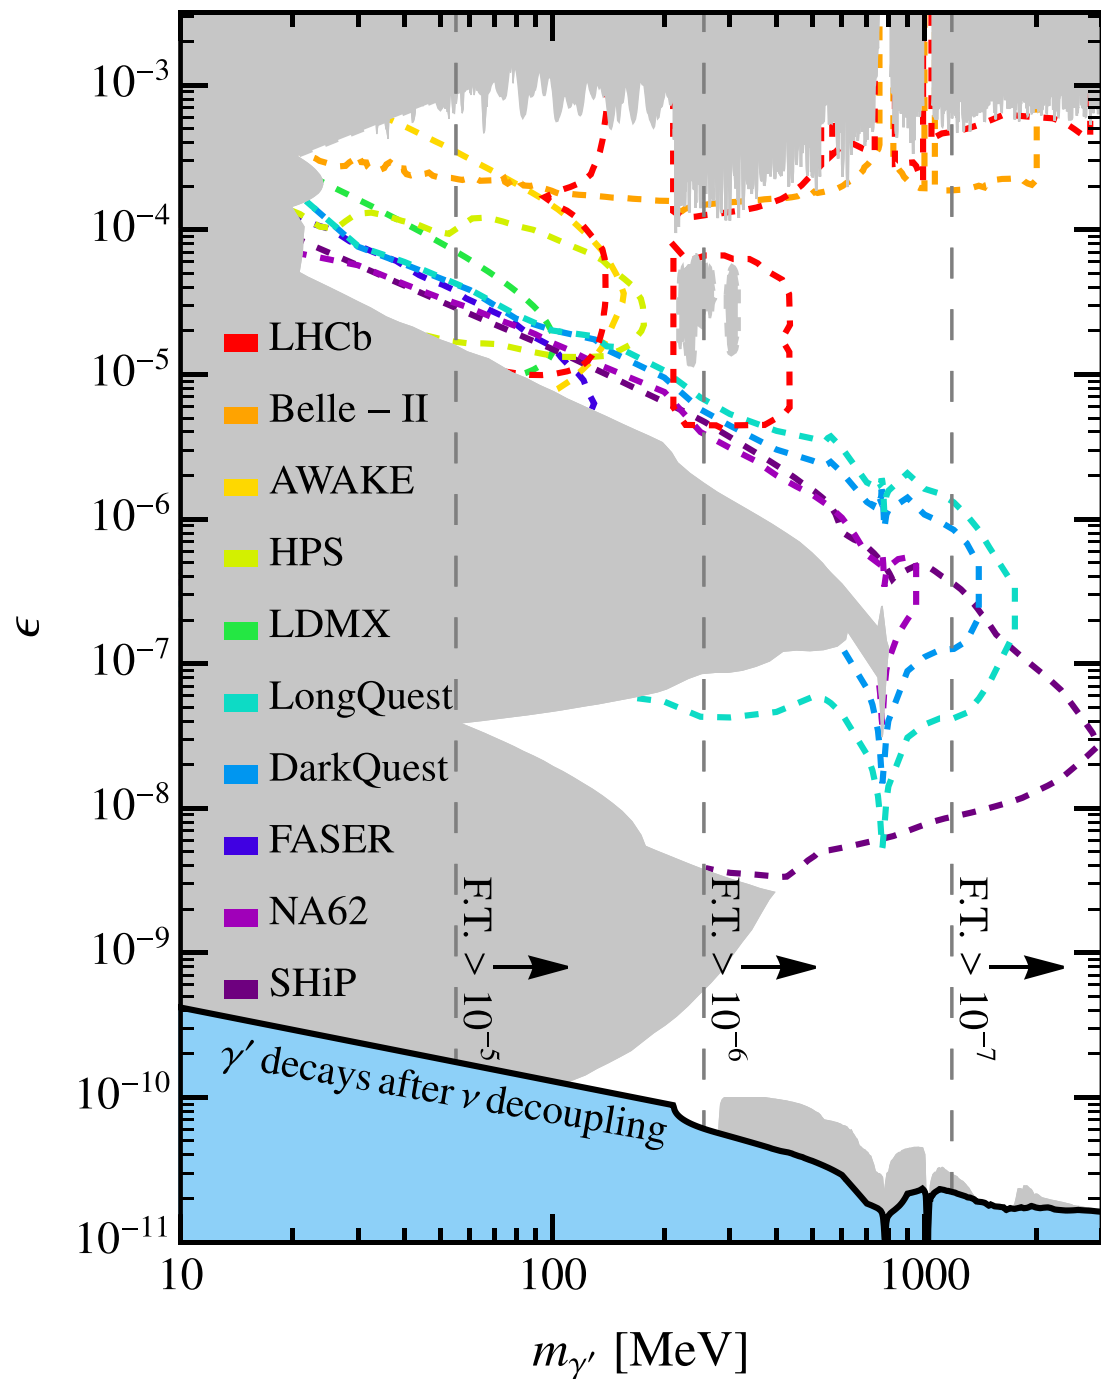 10⁻³
10⁻⁴
10⁻⁵
10⁻⁶
10⁻⁷
10⁻⁸
10⁻⁹
10⁻¹⁰
10⁻¹¹
ϵ
LHCb
Belle – II
AWAKE
HPS
LDMX
LongQuest
DarkQuest
FASER
NA62
SHiP
F.T. > 10⁻⁵
F.T. > 10⁻⁶
F.T. > 10⁻⁷
γ′ decays after ν decoupling
10
100
1000
m_γ′ [MeV]